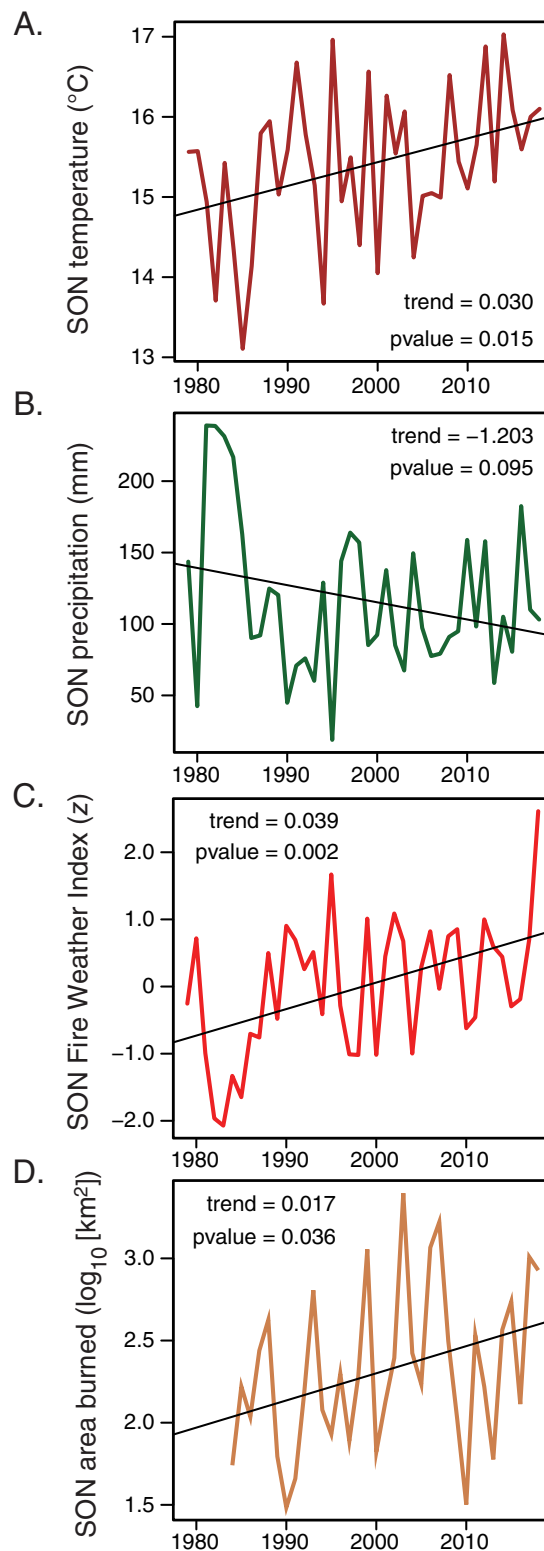 A.
SON temperature (°C)
17
16
15
14
13
trend = 0.030
pvalue = 0.015
1980 1990 2000 2010
B.
SON precipitation (mm)
200
150
100
50
trend = −1.203
pvalue = 0.095
1980 1990 2000 2010
C.
SON Fire Weather Index (z)
2.0
1.0
0
−1.0
−2.0
trend = 0.039
pvalue = 0.002
1980 1990 2000 2010
D.
SON area burned (log₁₀ [km²])
3.0
2.5
2.0
1.5
trend = 0.017
pvalue = 0.036
1980 1990 2000 2010